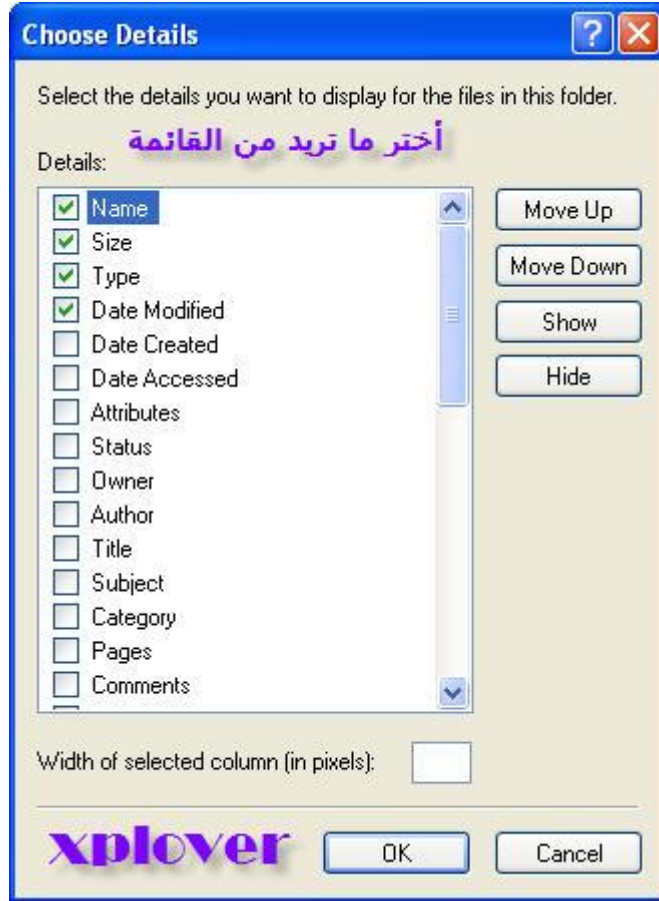 Choose Details
Select the details you want to display for the files in this folder.
أختر ما تريد من القائمة
Details:
Name
Size
Type
Date Modified
Date Created
Date Accessed
Attributes
Status
Owner
Author
Title
Subject
Category
Pages
Comments
Move Up
Move Down
Show
Hide
Width of selected column (in pixels):
xplover
OK
Cancel